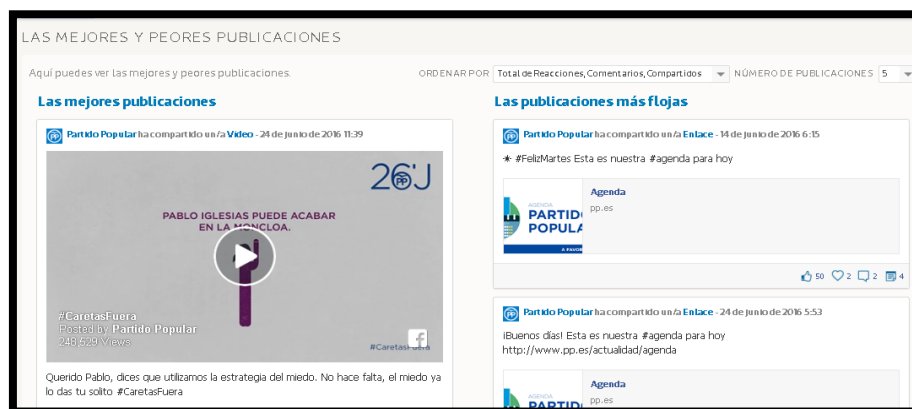 LAS MEJORES Y PEORES PUBLICACIONES
Aquí puedes ver las mejores y peores publicaciones.
ORDENAR POR Total de Reacciones, Comentarios, Compartidos NÚMERO DE PUBLICACIONES 5
Las mejores publicaciones
Partido Popular ha compartido un/a Video - 24 de junio de 2016 11:39
26'J
PP
PABLO IGLESIAS PUEDE ACABAR
EN LA MONCLOA.
#CaretasFuera
Posted by Partido Popular
248,529 Views
#CaretasFuera
Querido Pablo, dices que utilizamos la estrategia del miedo. No hace falta, el miedo ya
lo das tu solito #CaretasFuera
Las publicaciones más flojas
Partido Popular ha compartido un/a Enlace - 14 de junio de 2016 6:15
☀ #FelizMartes Esta es nuestra #agenda para hoy
AGENDA
PARTID
POPULA
A FAVOR
Agenda
pp.es
50 2 2 4
Partido Popular ha compartido un/a Enlace - 24 de junio de 2016 5:53
¡Buenos días! Esta es nuestra #agenda para hoy
http://www.pp.es/actualidad/agenda
AGENDA
PARTID
Agenda
pp.es